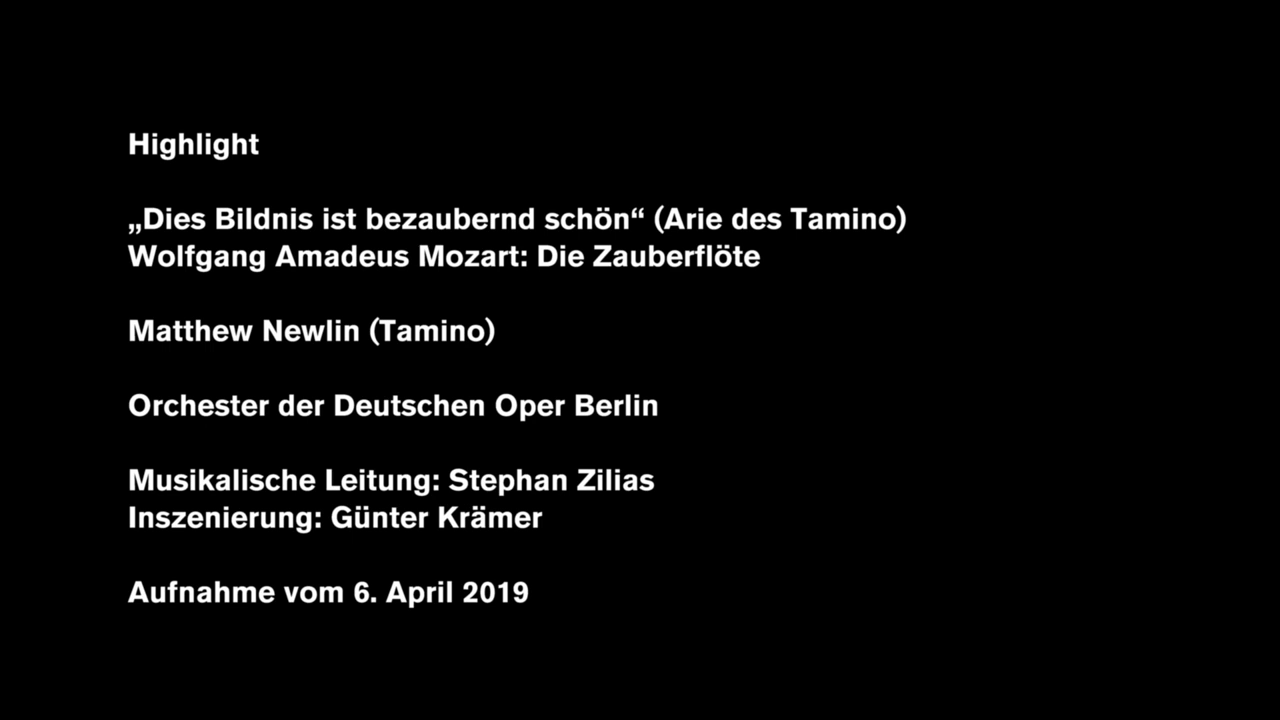 Highlight
„Dies Bildnis ist bezaubernd schön“ (Arie des Tamino)
Wolfgang Amadeus Mozart: Die Zauberflöte
Matthew Newlin (Tamino)
Orchester der Deutschen Oper Berlin
Musikalische Leitung: Stephan Zilias
Inszenierung: Günter Krämer
Aufnahme vom 6. April 2019